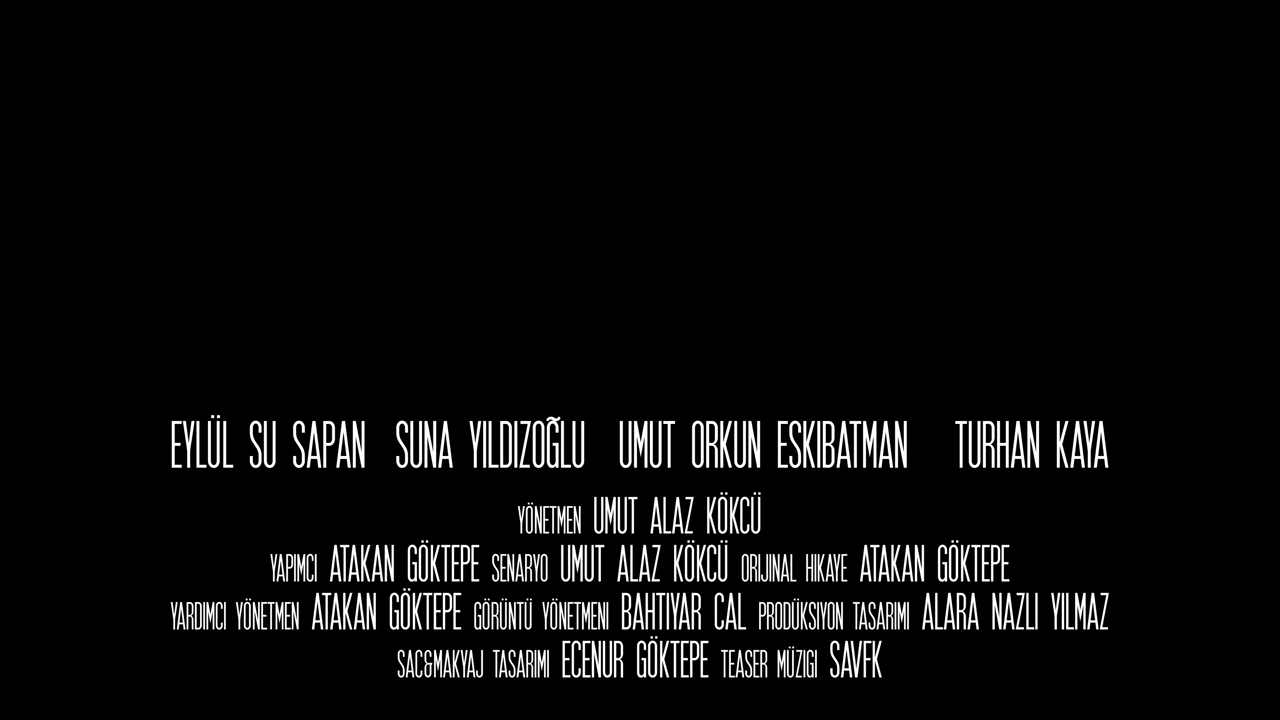 EYLÜL SU SAPAN SUNA YILDIZOĞLU UMUT ORKUN ESKIBATMAN TURHAN KAYA
YÖNETMEN UMUT ALAZ KÖKCÜ
YAPIMCI ATAKAN GÖKTEPE SENARYO UMUT ALAZ KÖKCÜ ORIJINAL HIKAYE ATAKAN GÖKTEPE
YARDIMCI YÖNETMEN ATAKAN GÖKTEPE GÖRÜNTÜ YÖNETMENI BAHTIYAR CAL PRODÜKSIYON TASARIMI ALARA NAZLI YILMAZ
SAC&MAKYAJ TASARIMI ECENUR GÖKTEPE TEASER MÜZIGI SAVFK